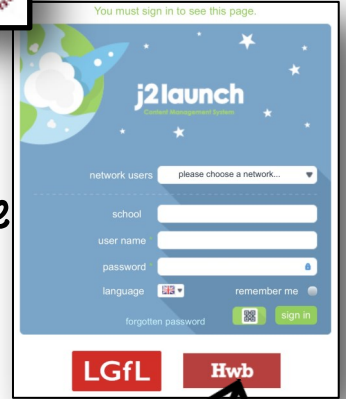 You must sign in to see this page.
j2launch
Content Management System
network users please choose a network...
e
school
user name *
password *
language
remember me
forgotten password
sign in
LGfL
Hwb